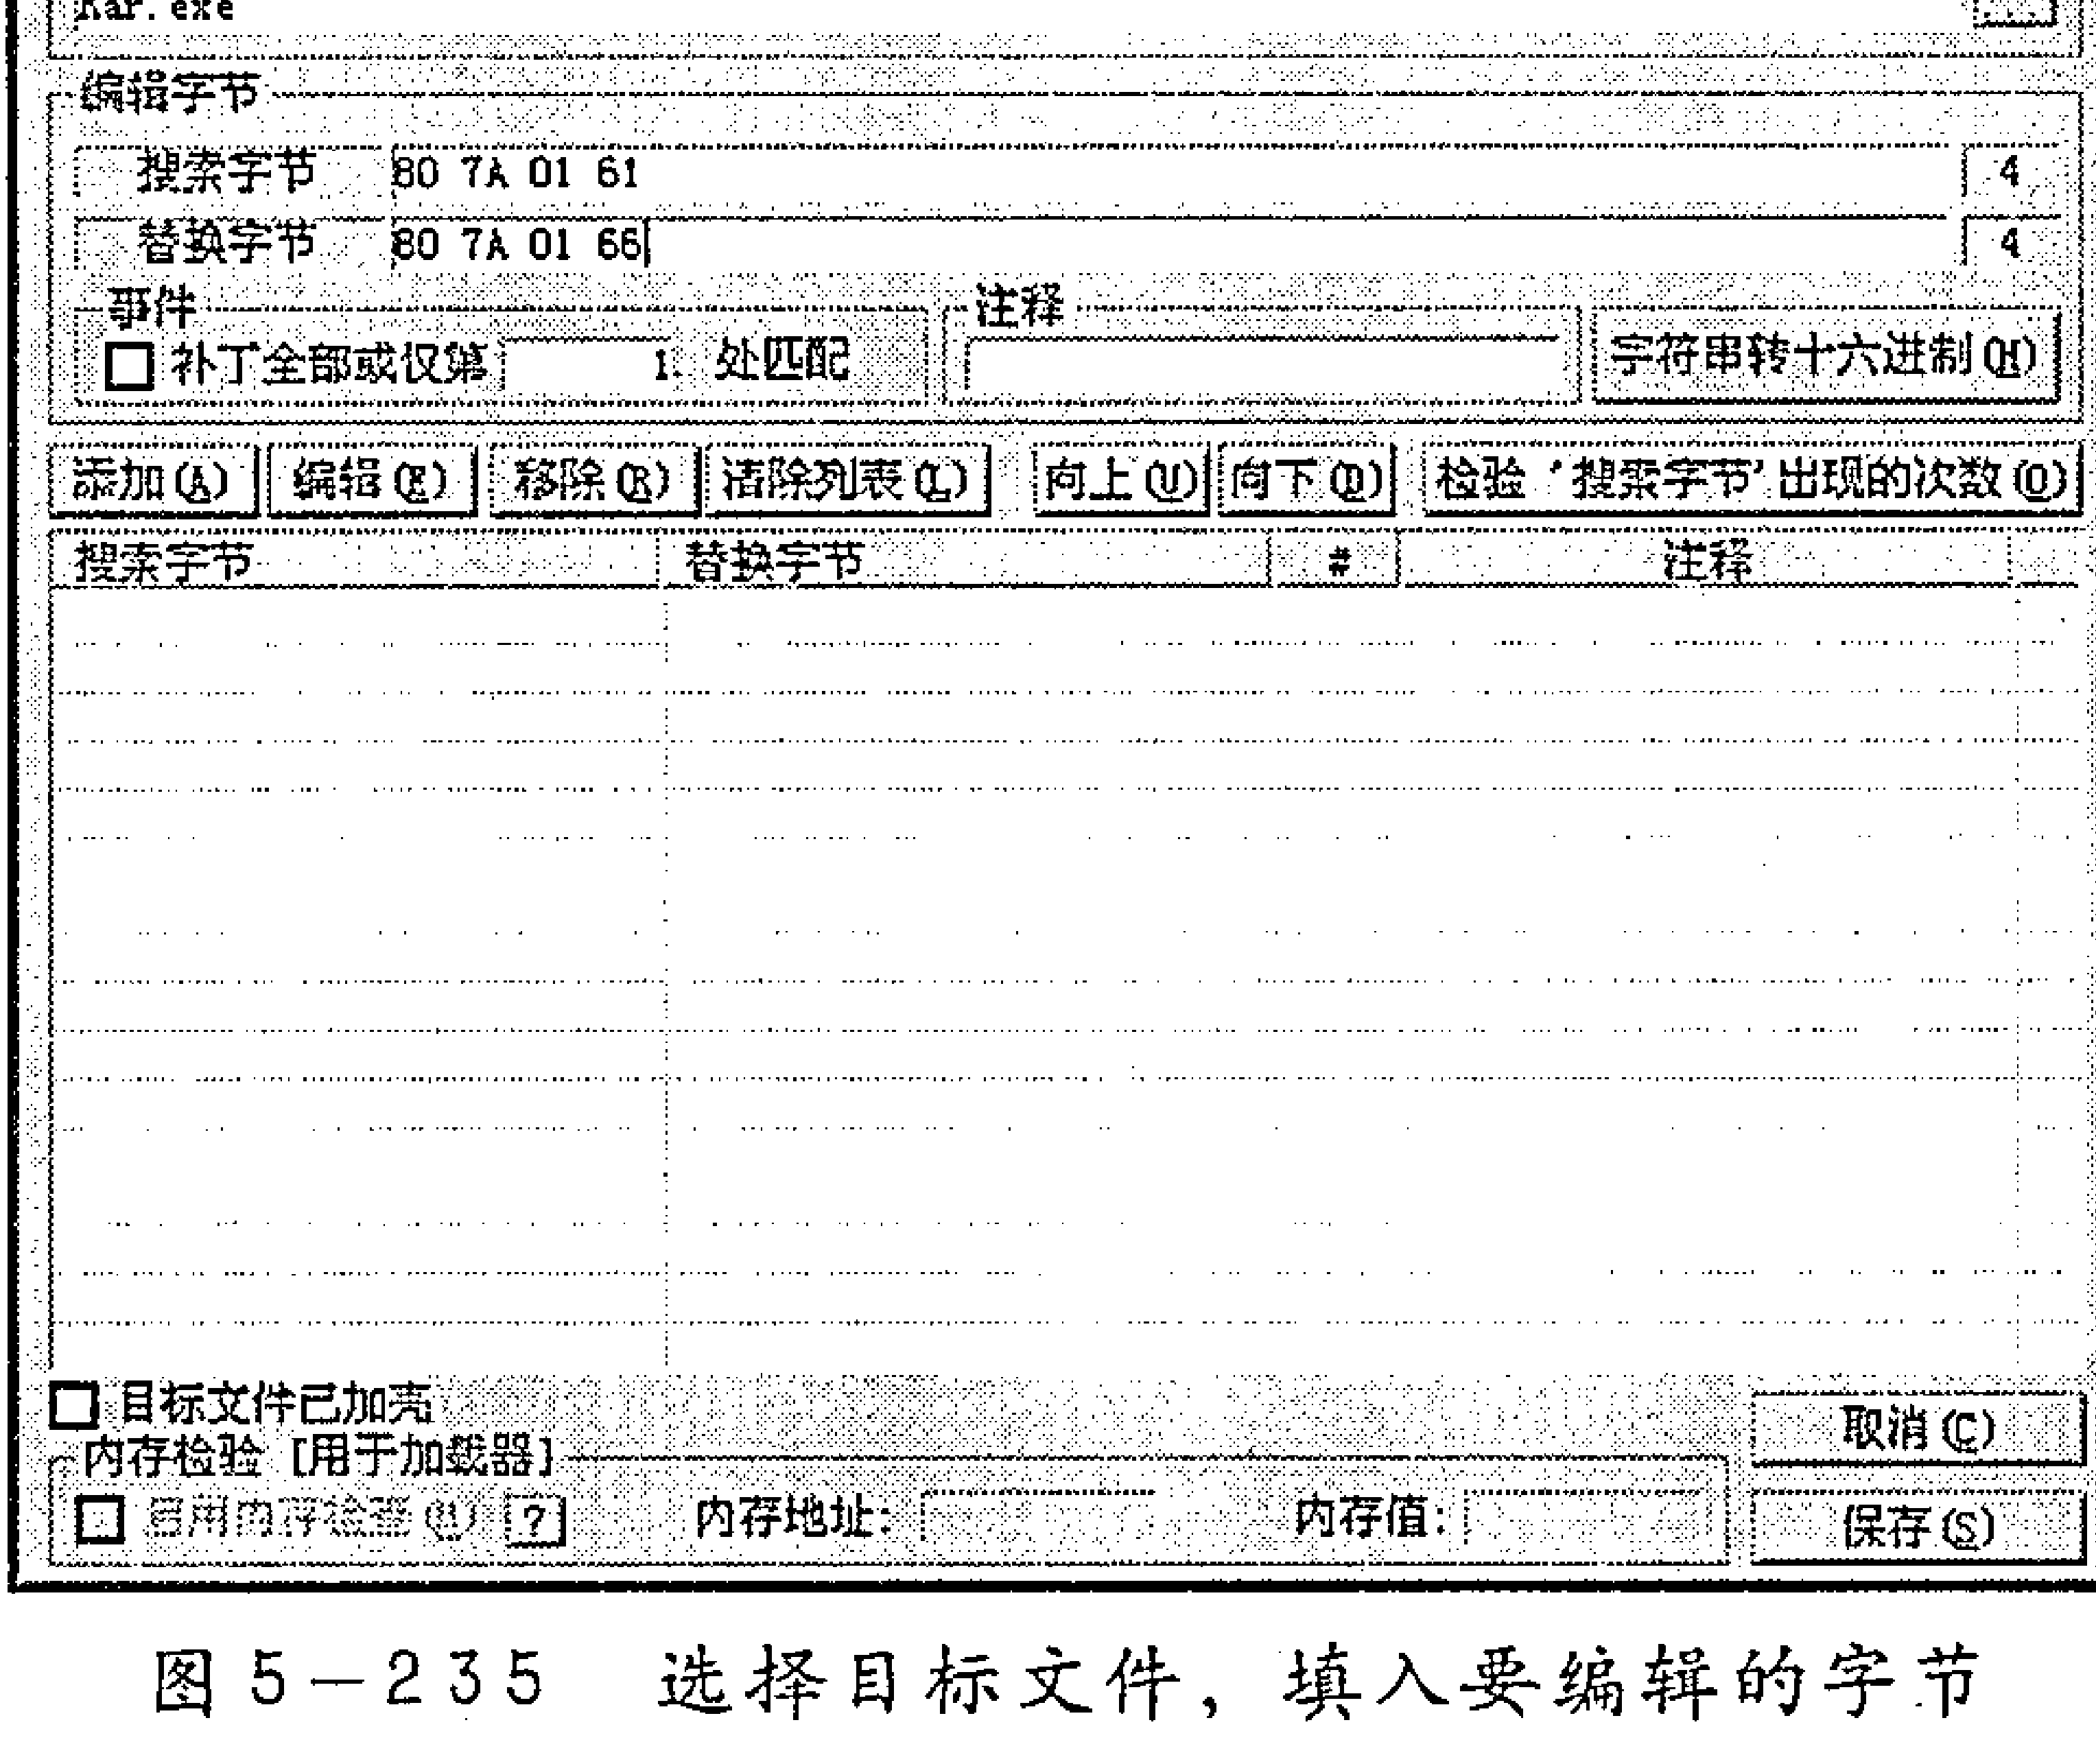 Rar.exe
编辑字节
搜索字节 80 7A 01 61 4
替换字节 80 7A 01 66 4
事件 注释
补丁全部或仅第 1 处匹配 字符串转十六进制(H)
添加(A) 编辑(E) 移除(R) 清除列表(L) 向上(U) 向下(D) 检验‘搜索字节’出现的次数(O)
搜索字节 替换字节 # 注释
目标文件已加壳
取消(C)
内存检验 [用于加载器]
启用内存检查 ? 内存地址: 内存值: 保存(S)
图5-235 选择目标文件，填入要编辑的字节